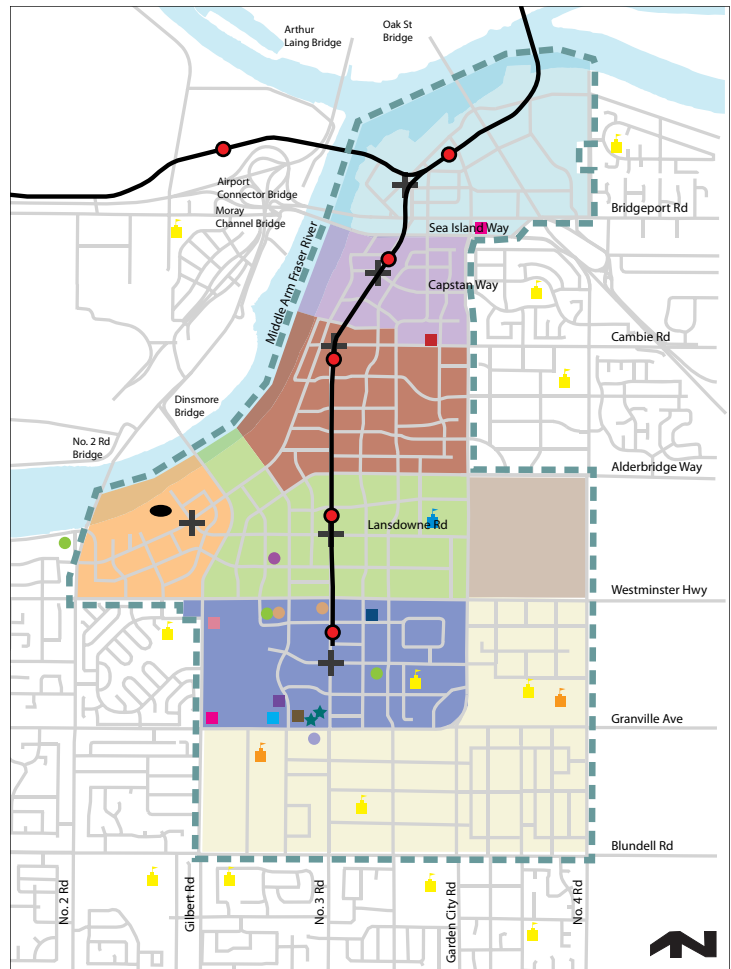 Arthur
Laing Bridge
Oak St
Bridge
Airport
Connector Bridge
Moray
Channel Bridge
Bridgeport Rd
Sea Island Way
Middle Arm Fraser River
Capstan Way
Cambie Rd
Dinsmore
Bridge
No. 2 Rd
Bridge
Alderbridge Way
Lansdowne Rd
Westminster Hwy
Granville Ave
Blundell Rd
No. 2 Rd
Gilbert Rd
No. 3 Rd
Garden City Rd
No. 4 Rd
N